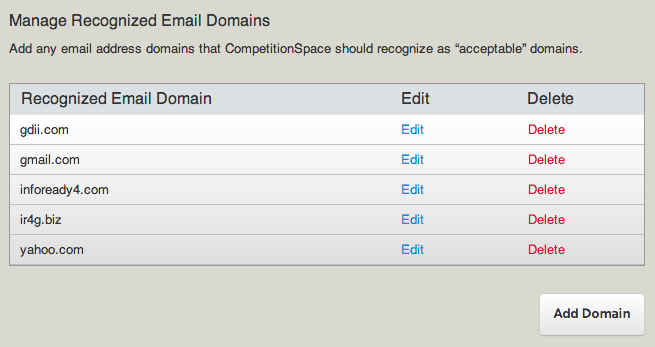 Manage Recognized Email Domains
Add any email address domains that CompetitionSpace should recognize as “acceptable” domains.
Recognized Email Domain Edit Delete
gdii.com Edit Delete
gmail.com Edit Delete
infoready4.com Edit Delete
ir4g.biz Edit Delete
yahoo.com Edit Delete
Add Domain